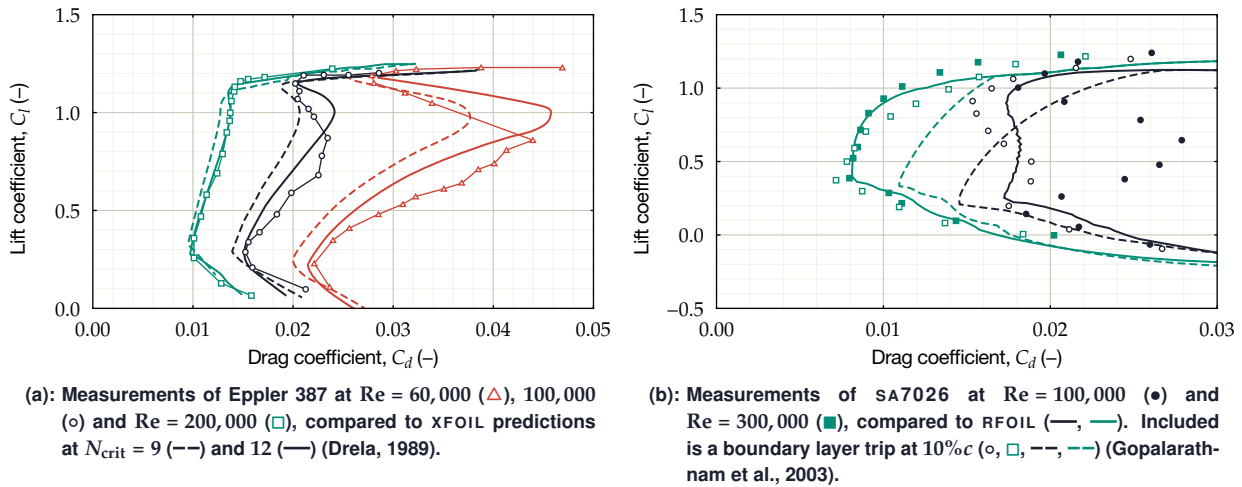 1.5
1.0
0.5
0.0
Lift coefficient, C_l (–)
0.00 0.01 0.02 0.03 0.04 0.05
Drag coefficient, C_d (–)
(a): Measurements of Eppler 387 at Re = 60,000 (△), 100,000
(○) and Re = 200,000 (□), compared to XFOIL predictions
at N_crit = 9 (– –) and 12 (—) (Drela, 1989).
1.5
1.0
0.5
0.0
−0.5
Lift coefficient, C_l (–)
0.00 0.01 0.02 0.03
Drag coefficient, C_d (–)
(b): Measurements of SA7026 at Re = 100,000 (●) and
Re = 300,000 (■), compared to RFOIL (—, —). Included
is a boundary layer trip at 10%c (○, □, – –, – –) (Gopalarath-
nam et al., 2003).